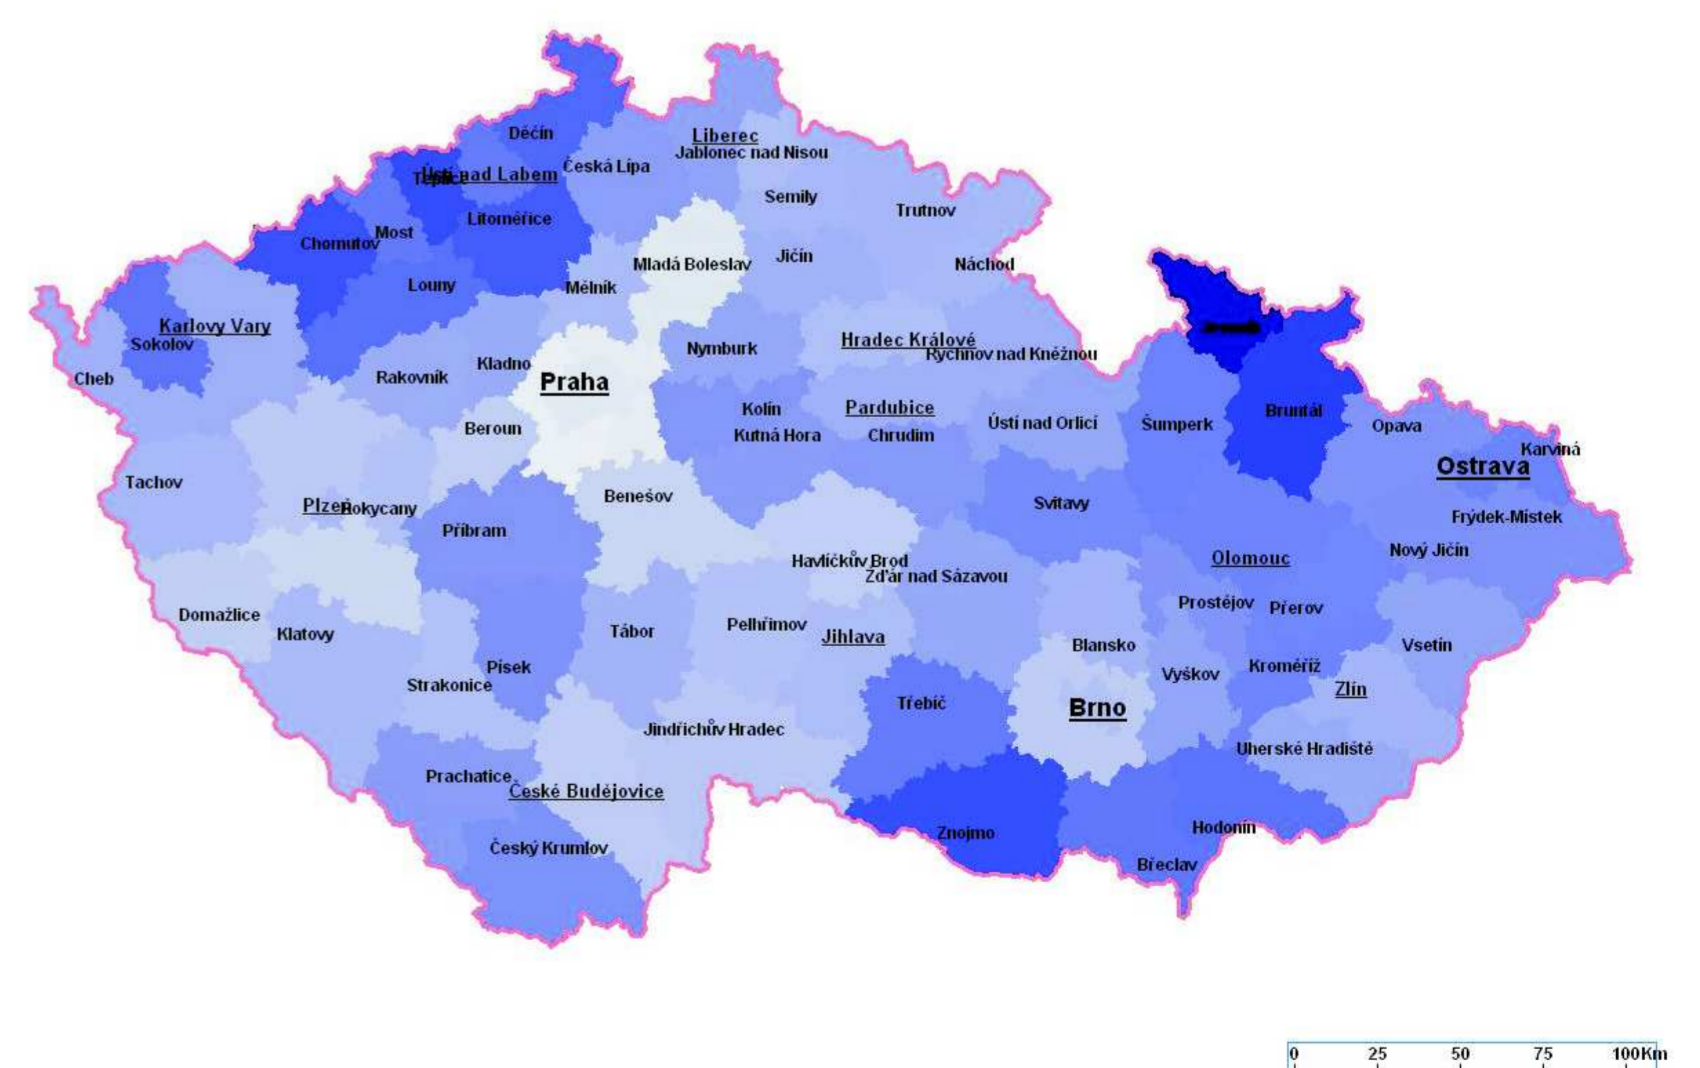 Děčín
Liberec
Jablonec nad Nisou
Česká Lípa
Ústí nad Labem
Teplice
Semily
Trutnov
Litoměřice
Most
Chomutov
Jičín
Náchod
Mladá Boleslav
Louny
Mělník
Karlovy Vary
Sokolov
Hradec Králové
Rychnov nad Kněžnou
Nymburk
Kladno
Rakovník
Praha
Cheb
Kolín
Pardubice
Bruntál
Beroun
Kutná Hora
Chrudim
Ústí nad Orlicí
Šumperk
Opava
Karviná
Ostrava
Tachov
Benešov
Plzeň
Rokycany
Svitavy
Frýdek-Místek
Příbram
Nový Jičín
Olomouc
Havlíčkův Brod
Žďár nad Sázavou
Prostějov
Přerov
Domažlice
Klatovy
Tábor
Pelhřimov
Jihlava
Blansko
Vsetín
Písek
Strakonice
Vyškov
Kroměříž
Zlín
Třebíč
Brno
Jindřichův Hradec
Uherské Hradiště
Prachatice
České Budějovice
Znojmo
Hodonín
Český Krumlov
Břeclav
0 25 50 75 100Km